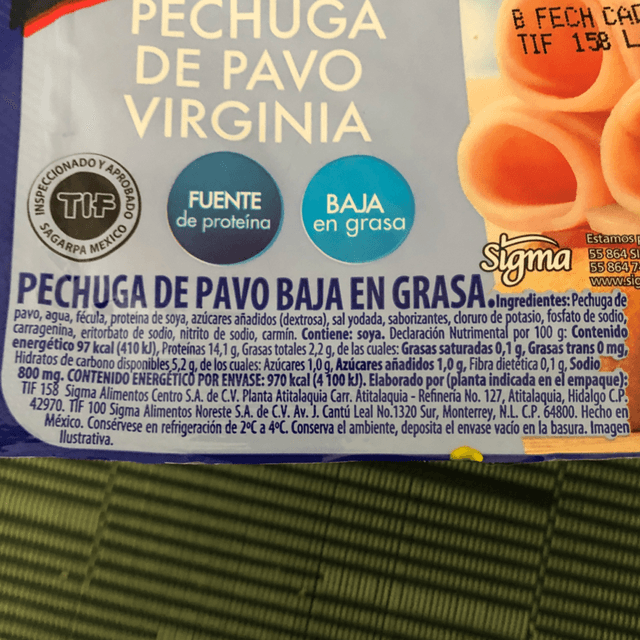 PECHUGA
DE PAVO
VIRGINIA
B FECH CAD
TIF 158 L
INSPECCIONADO Y APROBADO
TIF
SAGARPA MEXICO
FUENTE
de proteína
BAJA
en grasa
Sigma
Estamos
55 864 SI
55 864 7
www.sig
PECHUGA DE PAVO BAJA EN GRASA. Ingredientes: Pechuga de
pavo, agua, fécula, proteína de soya, azúcares añadidos (dextrosa), sal yodada, saborizantes, cloruro de potasio, fosfato de sodio,
carragenina, eritorbato de sodio, nitrito de sodio, carmín. Contiene: soya. Declaración Nutrimental por 100 g: Contenido
energético 97 kcal (410 kJ), Proteínas 14,1 g, Grasas totales 2,2 g, de las cuales: Grasas saturadas 0,1 g, Grasas trans 0 mg,
Hidratos de carbono disponibles 5,2 g, de los cuales: Azúcares 1,0 g, Azúcares añadidos 1,0 g, Fibra dietética 0,1 g, Sodio
800 mg. CONTENIDO ENERGÉTICO POR ENVASE: 970 kcal (4 100 kJ). Elaborado por (planta indicada en el empaque):
TIF 158 Sigma Alimentos Centro S.A. de C.V. Planta Atitalaquia Carr. Atitalaquia - Refinería No. 127, Atitalaquia, Hidalgo C.P.
42970. TIF 100 Sigma Alimentos Noreste S.A. de C.V. Av. J. Cantú Leal No.1320 Sur, Monterrey, N.L. C.P. 64800. Hecho en
México. Consérvese en refrigeración de 2ºC a 4ºC. Conserva el ambiente, deposita el envase vacío en la basura. Imagen
Ilustrativa.